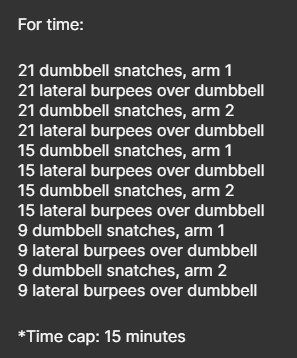 For time:
21 dumbbell snatches, arm 1
21 lateral burpees over dumbbell
21 dumbbell snatches, arm 2
21 lateral burpees over dumbbell
15 dumbbell snatches, arm 1
15 lateral burpees over dumbbell
15 dumbbell snatches, arm 2
15 lateral burpees over dumbbell
9 dumbbell snatches, arm 1
9 lateral burpees over dumbbell
9 dumbbell snatches, arm 2
9 lateral burpees over dumbbell
*Time cap: 15 minutes